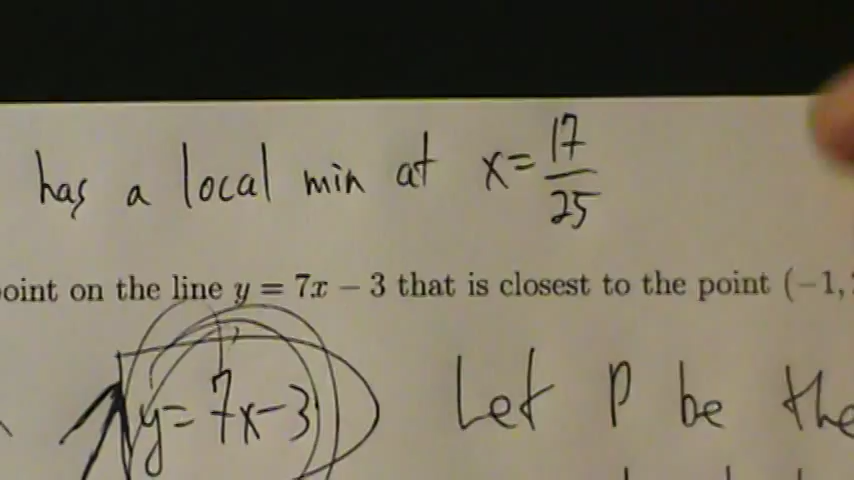 has a local min at x = 17/25
point on the line y = 7x − 3 that is closest to the point (−1,
y = 7x − 3 Let P be the